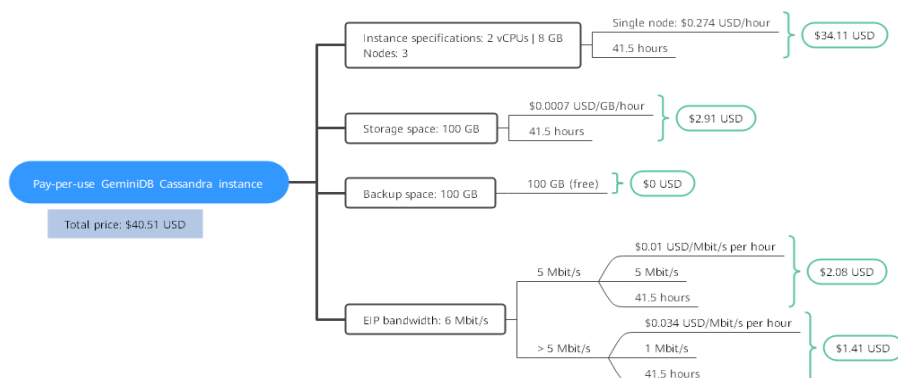 Pay-per-use GeminiDB Cassandra instance
Total price: $40.51 USD
Instance specifications: 2 vCPUs | 8 GB
Nodes: 3
Single node: $0.274 USD/hour
41.5 hours
$34.11 USD
Storage space: 100 GB
$0.0007 USD/GB/hour
41.5 hours
$2.91 USD
Backup space: 100 GB
100 GB (free)
$0 USD
EIP bandwidth: 6 Mbit/s
5 Mbit/s
$0.01 USD/Mbit/s per hour
5 Mbit/s
41.5 hours
$2.08 USD
> 5 Mbit/s
$0.034 USD/Mbit/s per hour
1 Mbit/s
41.5 hours
$1.41 USD